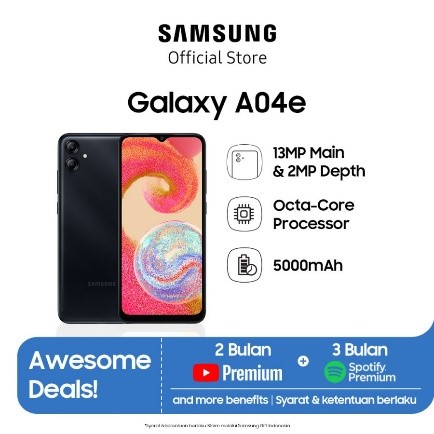 SAMSUNG
Official Store
Galaxy A04e
13MP Main
& 2MP Depth
Octa-Core
Processor
5000mAh
SAMSUNG
Awesome
Deals!
2 Bulan
Premium
+
3 Bulan
Spotify
Premium
and more benefits | Syarat & ketentuan berlaku